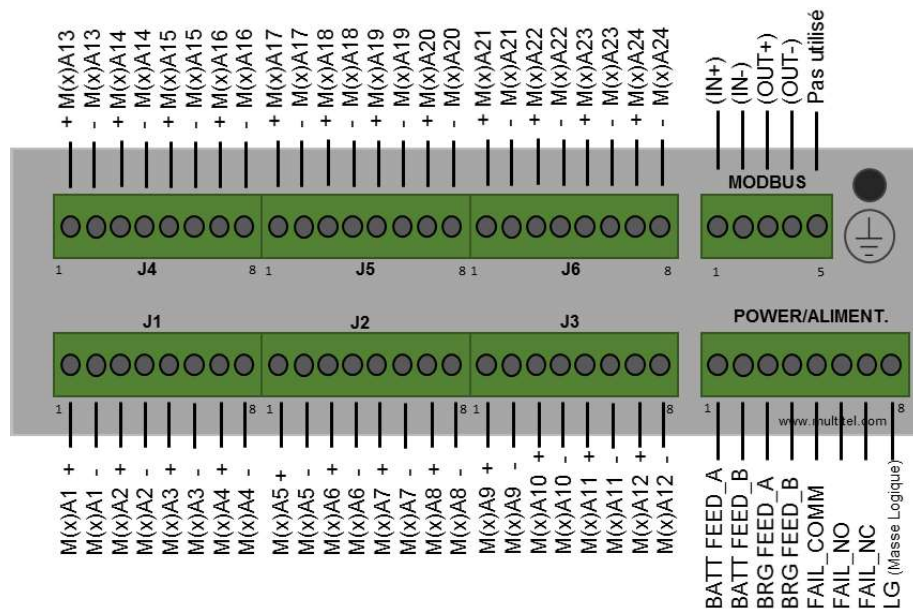 + M(x)A13
- M(x)A13
+ M(x)A14
- M(x)A14
+ M(x)A15
- M(x)A15
+ M(x)A16
- M(x)A16
+ M(x)A17
- M(x)A17
+ M(x)A18
- M(x)A18
+ M(x)A19
- M(x)A19
+ M(x)A20
- M(x)A20
+ M(x)A21
- M(x)A21
+ M(x)A22
- M(x)A22
+ M(x)A23
- M(x)A23
+ M(x)A24
- M(x)A24
(IN+)
(IN-)
(OUT+)
(OUT-)
Pas utilisé
MODBUS
1 J4 8
1 J5 8
1 J6 8
1 5
J1
J2
J3
POWER/ALIMENT.
1 8
1 8
1 8
1 8
www.multitel.com
M(x)A1 +
M(x)A1 -
M(x)A2 +
M(x)A2 -
M(x)A3 +
M(x)A3 -
M(x)A4 +
M(x)A4 -
M(x)A5 +
M(x)A5 -
M(x)A6 +
M(x)A6 -
M(x)A7 +
M(x)A7 -
M(x)A8 +
M(x)A8 -
M(x)A9 +
M(x)A9 -
M(x)A10 +
M(x)A10 -
M(x)A11 +
M(x)A11 -
M(x)A12 +
M(x)A12 -
BATT FEED_A
BATT FEED_B
BRG FEED_A
BRG FEED_B
FAIL_COMM
FAIL_NO
FAIL_NC
LG (Masse Logique)